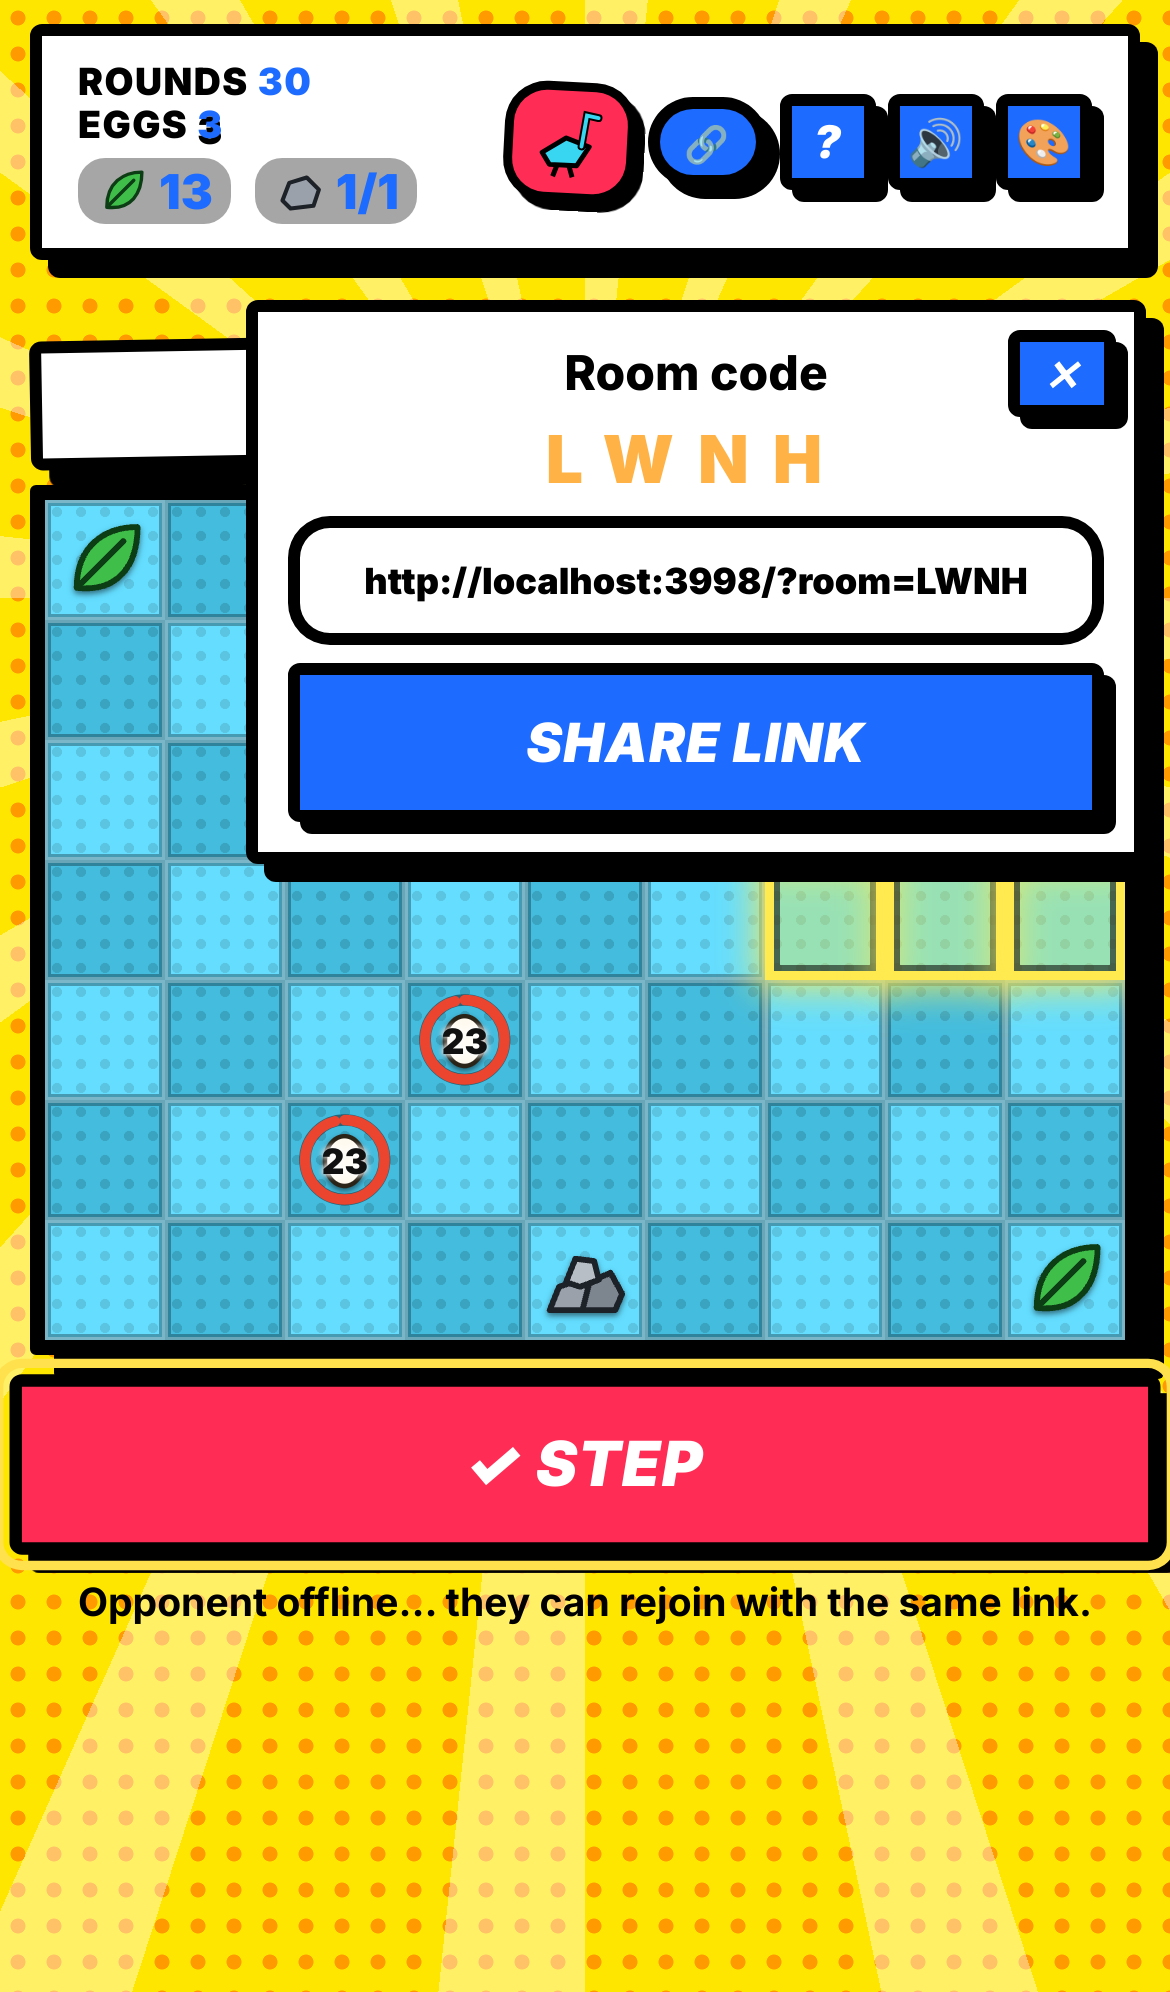 ROUNDS 30
EGGS 3
13 1/1
?
Room code
LWNH
http://localhost:3998/?room=LWNH
SHARE LINK
23
23
✓ STEP
Opponent offline... they can rejoin with the same link.